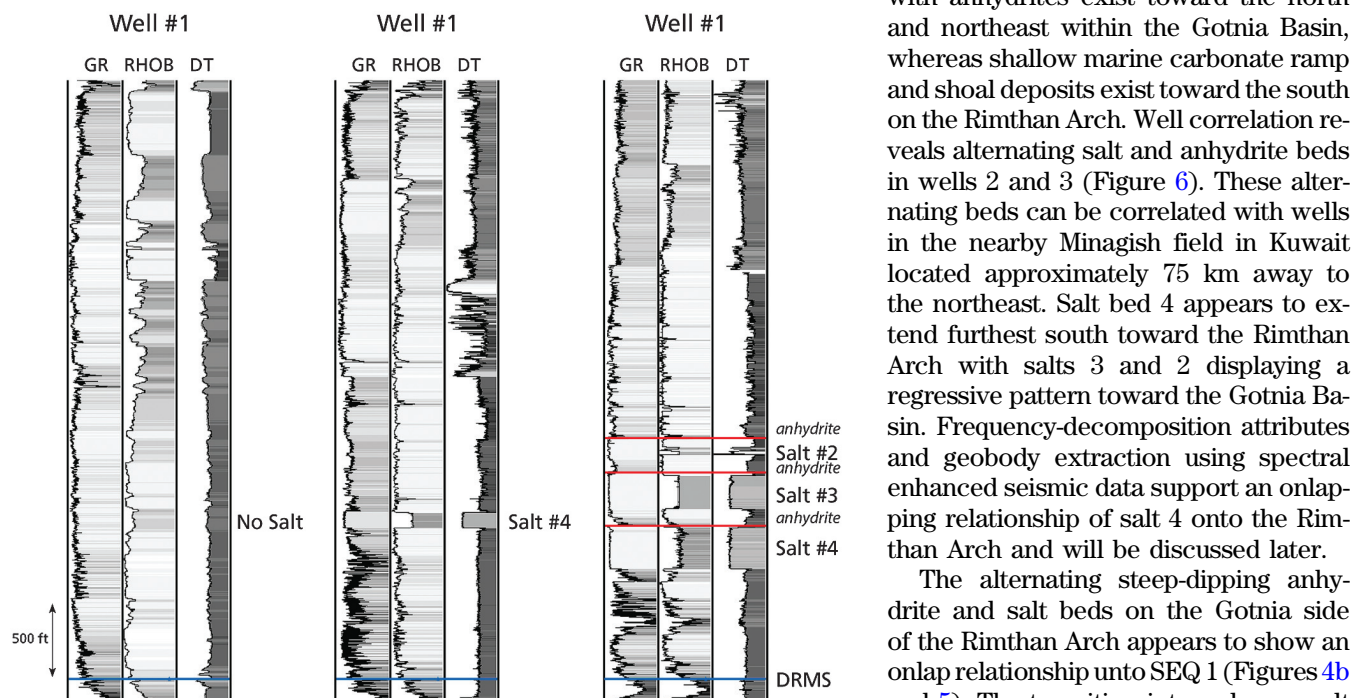 Well #1
Well #1
Well #1
GR RHOB DT
GR RHOB DT
GR RHOB DT
No Salt
Salt #4
anhydrite
Salt #2
anhydrite
Salt #3
anhydrite
Salt #4
500 ft
DRMS
with anhydrites exist toward the north
and northeast within the Gotnia Basin,
whereas shallow marine carbonate ramp
and shoal deposits exist toward the south
on the Rimthan Arch. Well correlation re-
veals alternating salt and anhydrite beds
in wells 2 and 3 (Figure 6). These alter-
nating beds can be correlated with wells
in the nearby Minagish field in Kuwait
located approximately 75 km away to
the northeast. Salt bed 4 appears to ex-
tend furthest south toward the Rimthan
Arch with salts 3 and 2 displaying a
regressive pattern toward the Gotnia Ba-
sin. Frequency-decomposition attributes
and geobody extraction using spectral
enhanced seismic data support an onlap-
ping relationship of salt 4 onto the Rim-
than Arch and will be discussed later.
The alternating steep-dipping anhy-
drite and salt beds on the Gotnia side
of the Rimthan Arch appears to show an
onlap relationship unto SEQ 1 (Figures 4b